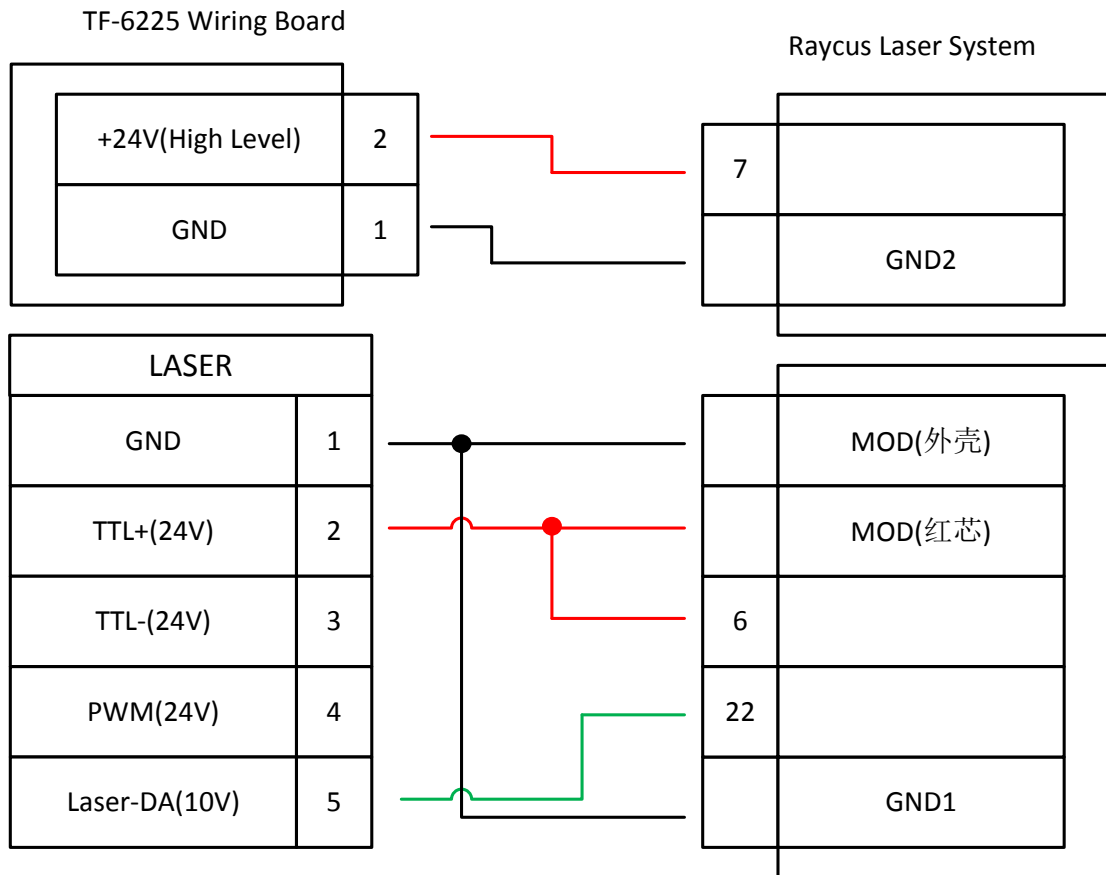 TF-6225 Wiring Board
Raycus Laser System
+24V(High Level) 2
7
GND 1
GND2
LASER
GND 1
MOD(外壳)
TTL+(24V) 2
MOD(红芯)
TTL-(24V) 3
6
PWM(24V) 4
22
Laser-DA(10V) 5
GND1